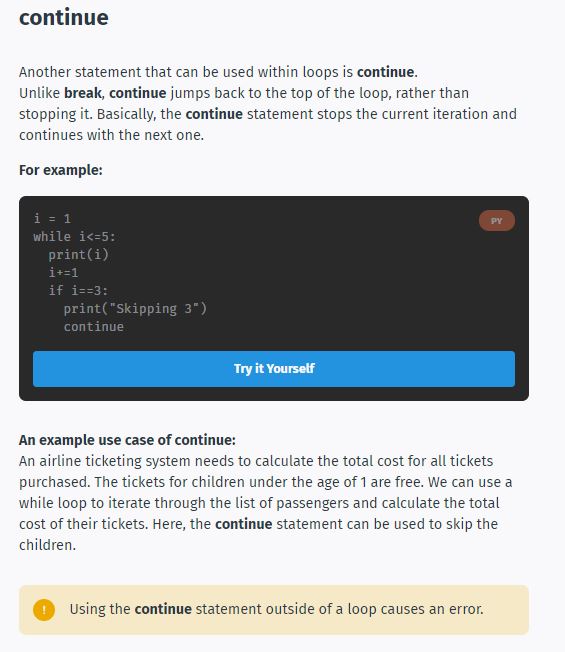 continue
Another statement that can be used within loops is continue.
Unlike break, continue jumps back to the top of the loop, rather than
stopping it. Basically, the continue statement stops the current iteration and
continues with the next one.
For example:
PY
i = 1
while i<=5:
  print(i)
  i+=1
  if i==3:
    print("Skipping 3")
    continue
Try it Yourself
An example use case of continue:
An airline ticketing system needs to calculate the total cost for all tickets
purchased. The tickets for children under the age of 1 are free. We can use a
while loop to iterate through the list of passengers and calculate the total
cost of their tickets. Here, the continue statement can be used to skip the
children.
! Using the continue statement outside of a loop causes an error.